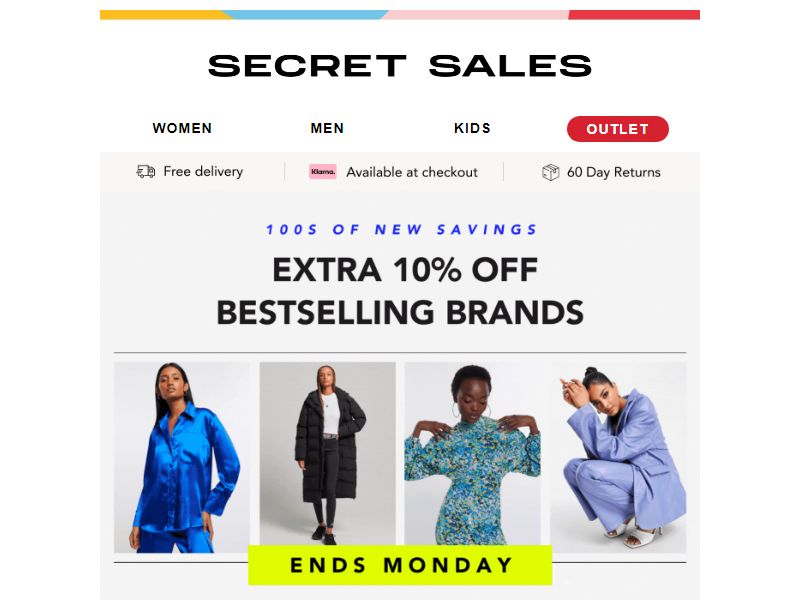 SECRET SALES
WOMEN MEN KIDS OUTLET
Free delivery Klarna. Available at checkout 60 Day Returns
100S OF NEW SAVINGS
EXTRA 10% OFF
BESTSELLING BRANDS
ENDS MONDAY